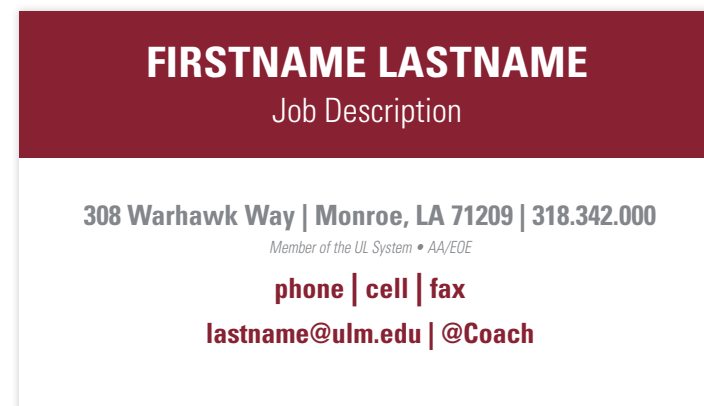 FIRSTNAME LASTNAME
Job Description
308 Warhawk Way | Monroe, LA 71209 | 318.342.000
Member of the UL System • AA/EOE
phone | cell | fax
lastname@ulm.edu | @Coach